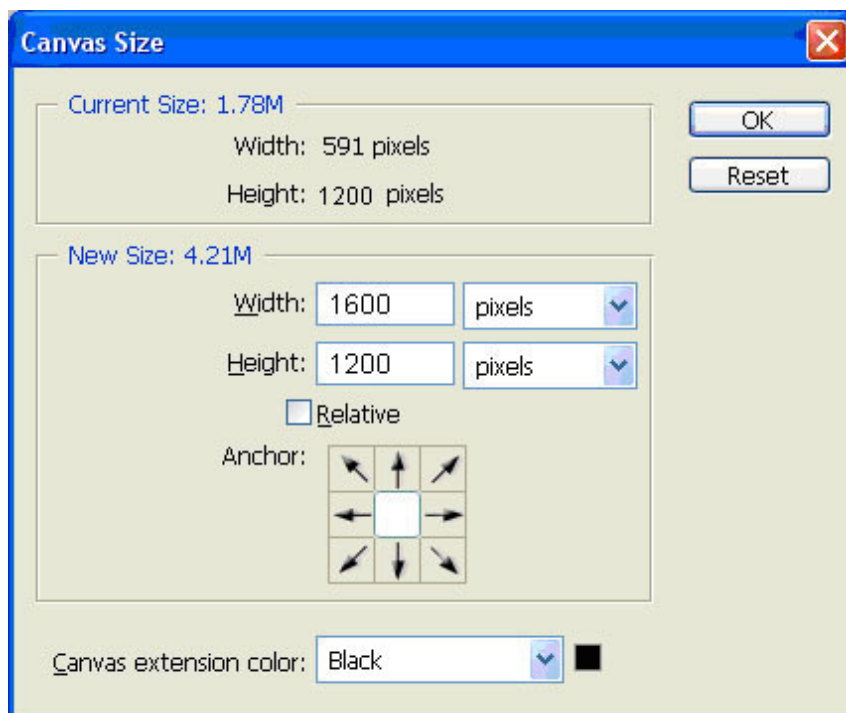 Canvas Size
Current Size: 1.78M
OK
Width: 591 pixels
Reset
Height: 1200 pixels
New Size: 4.21M
Width: 1600 pixels
Height: 1200 pixels
Relative
Anchor:
Canvas extension color: Black